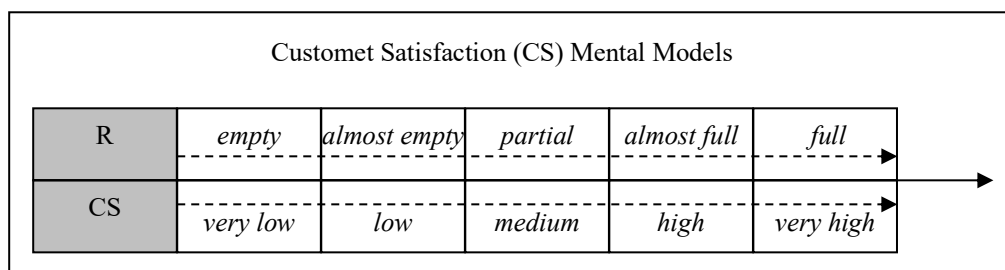 Customet Satisfaction (CS) Mental Models
R empty almost empty partial almost full full
CS very low low medium high very high